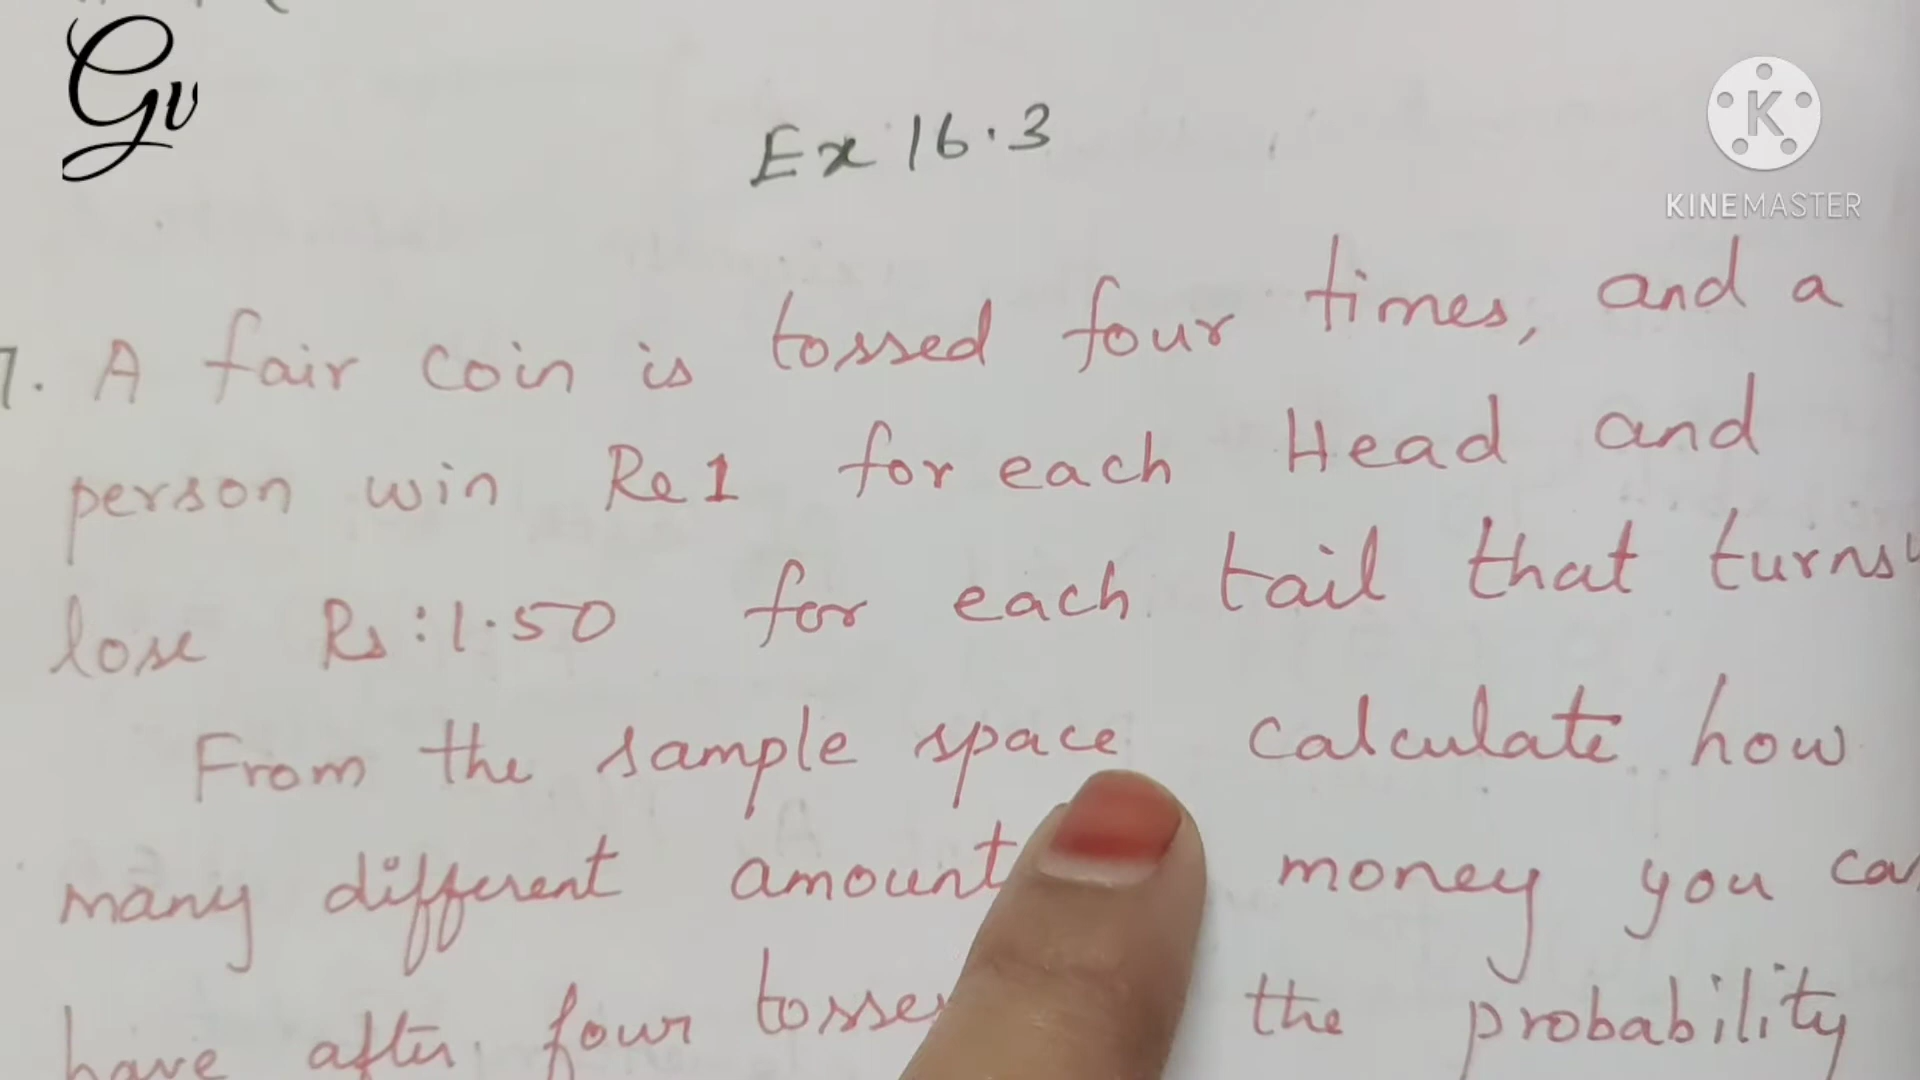 Gv
Ex 16.3
KINEMASTER
7. A fair coin is tossed four times, and a
person win Re 1 for each Head and
lose Rs:1.50 for each tail that turns
From the sample space calculate how
many different amount money you
have after four the probability